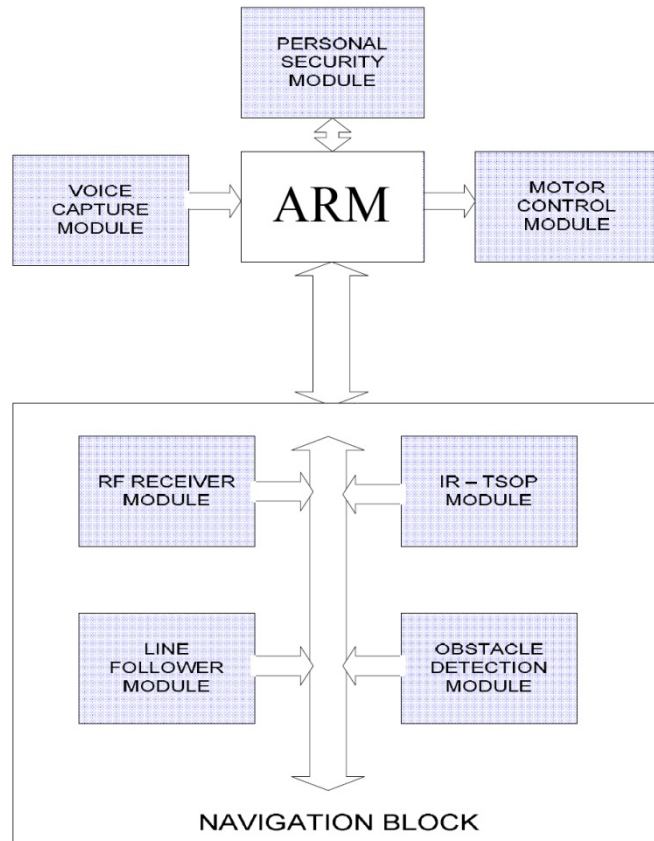 PERSONAL
SECURITY
MODULE
VOICE
CAPTURE
MODULE
ARM
MOTOR
CONTROL
MODULE
RF RECEIVER
MODULE
IR – TSOP
MODULE
LINE
FOLLOWER
MODULE
OBSTACLE
DETECTION
MODULE
NAVIGATION BLOCK